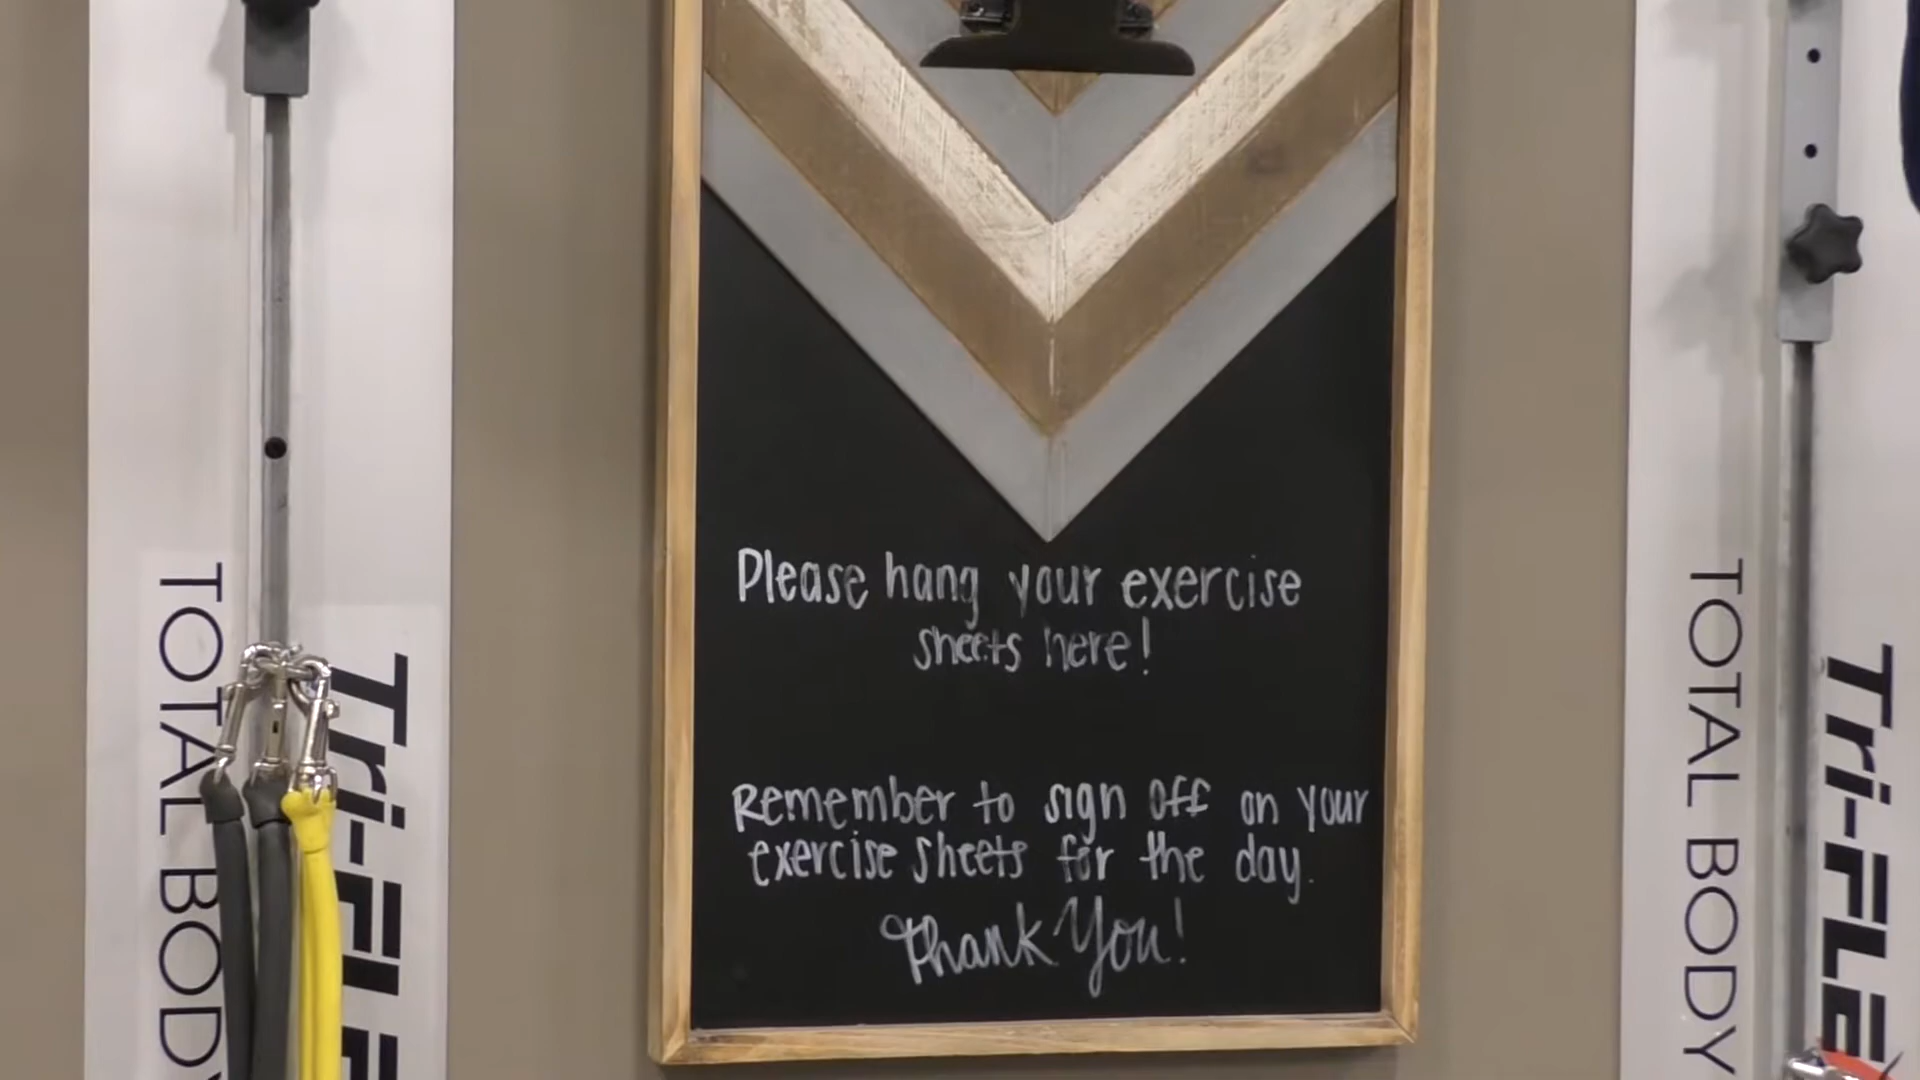 Please hang your exercise
sheets here!
Remember to sign off on your
exercise sheets for the day.
Thank You!
TOTAL BODY
Tri-FLE
TOTAL BODY
Tri-FLE